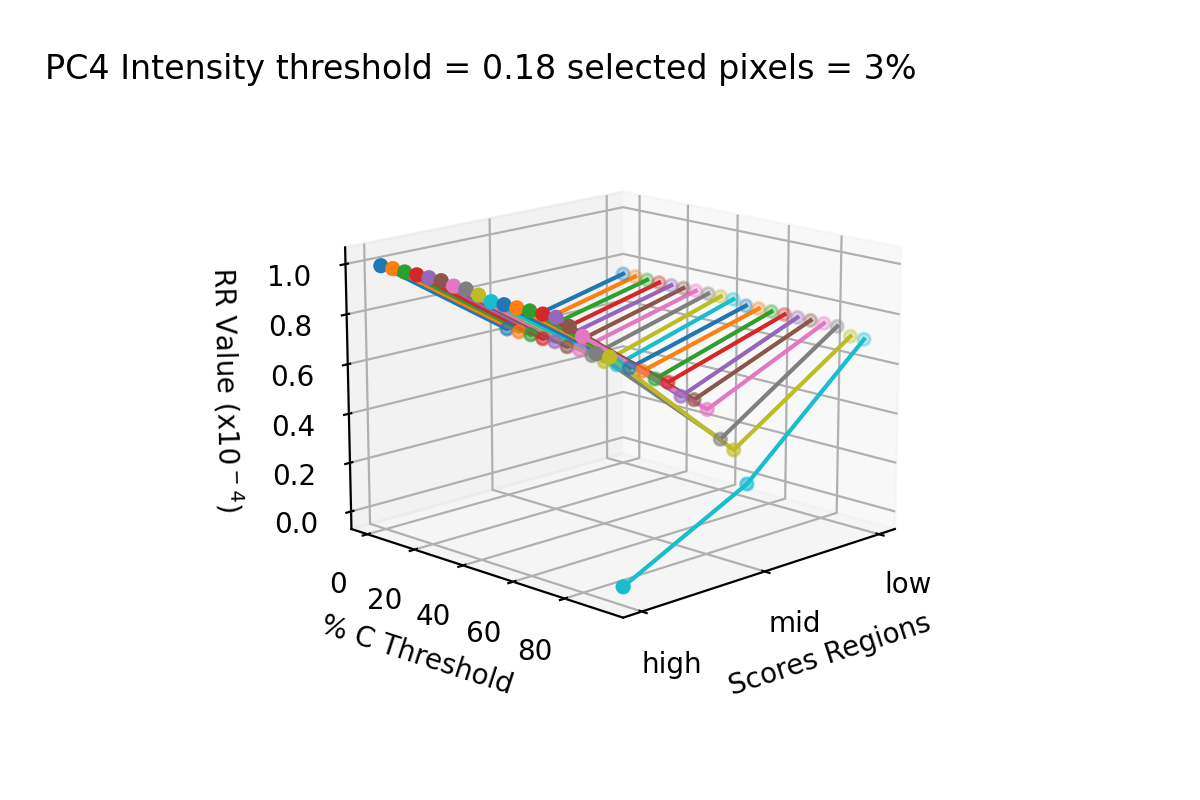 PC4 Intensity threshold = 0.18 selected pixels = 3%
RR Value (x10⁻⁴)
1.0
0.8
0.6
0.4
0.2
0.0
0
20
40
60
80
% C Threshold
high
mid
low
Scores Regions